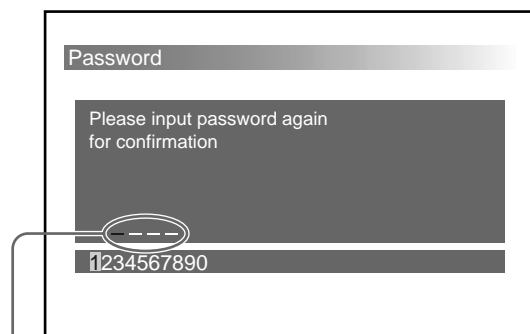 Password
Please input password again
for confirmation
_ _ _ _
1234567890